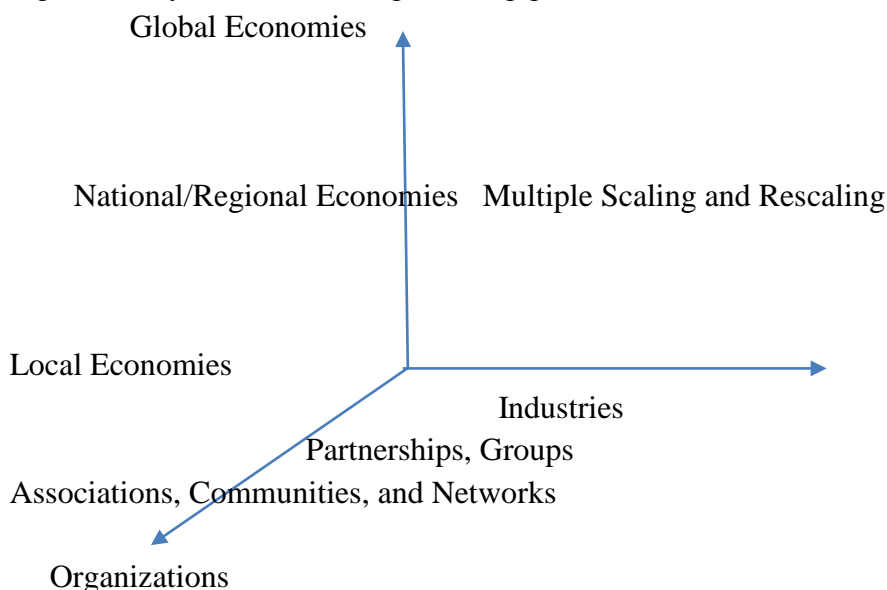 Global Economies
National/Regional Economies Multiple Scaling and Rescaling
Local Economies
Industries
Partnerships, Groups
Associations, Communities, and Networks
Organizations